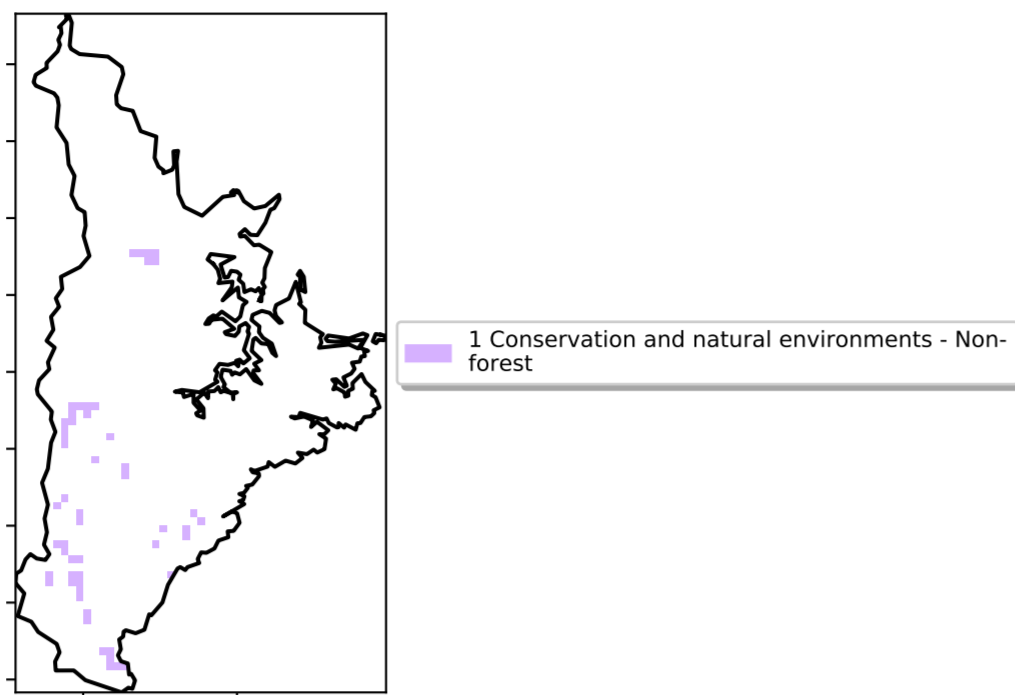 1 Conservation and natural environments - Non-
forest